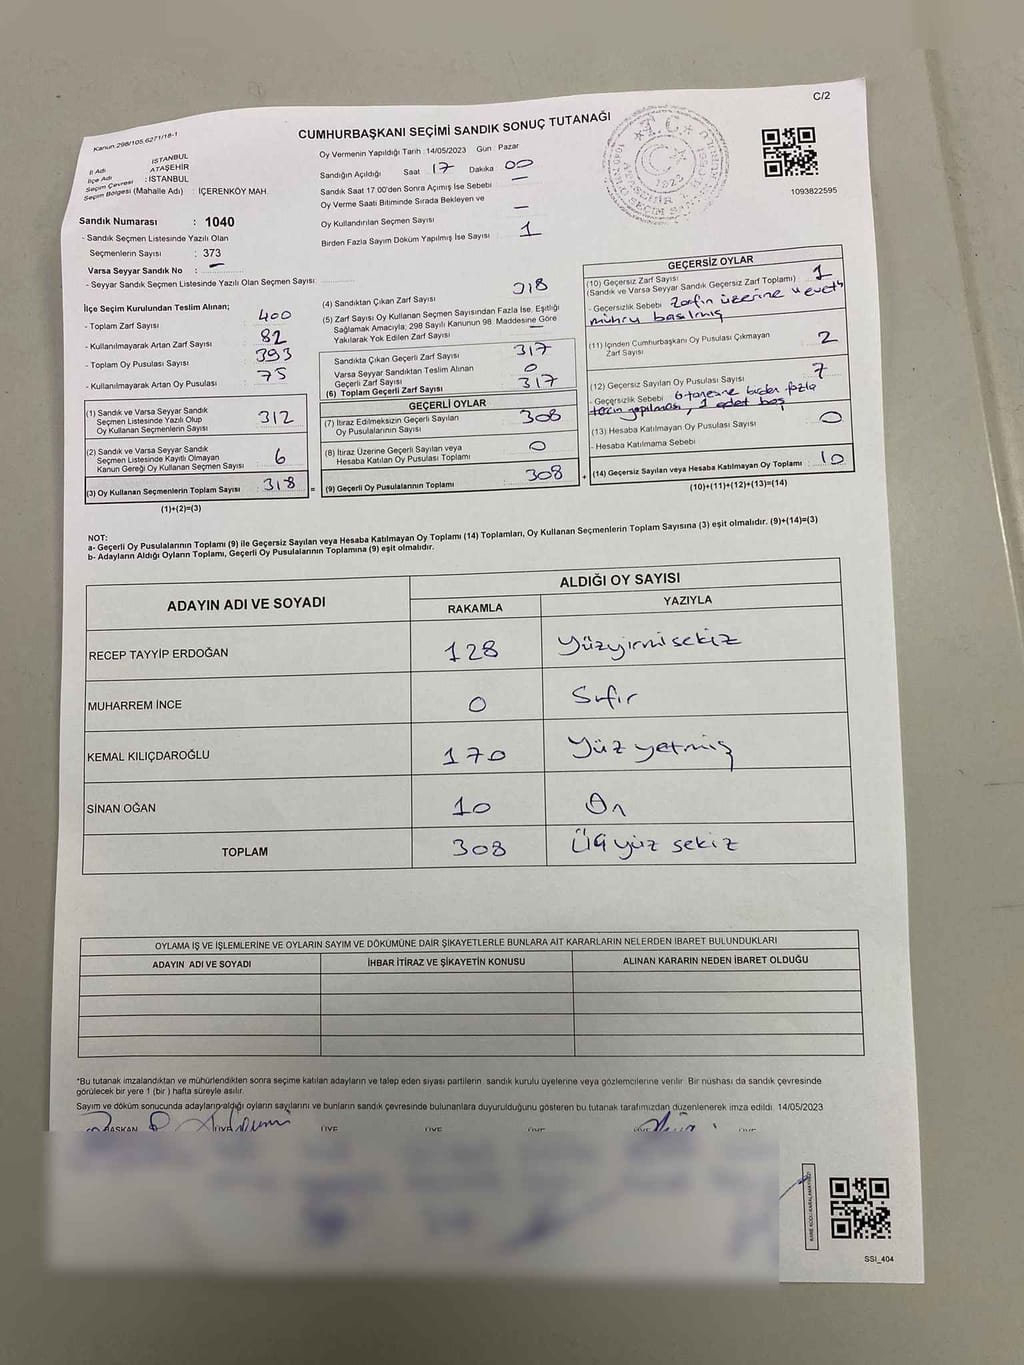 C/2
Kanun.298/105,6271/18-1
CUMHURBAŞKANI SEÇİMİ SANDIK SONUÇ TUTANAĞI
İl Adı : İSTANBUL
İlçe Adı : ATAŞEHİR
Seçim Çevresi : İSTANBUL
Seçim Bölgesi (Mahalle Adı) : İÇERENKÖY MAH.
Oy Vermenin Yapıldığı Tarih : 14/05/2023 Gün : Pazar
Sandığın Açıldığı Saat 17 Dakika 00
Sandık Saat 17.00'den Sonra Açımış İse Sebebi —
Oy Verme Saati Bitiminde Sırada Bekleyen ve
Oy Kullandırılan Seçmen Sayısı —
Birden Fazla Sayım Döküm Yapılmış İse Sayısı 1
T.C.
1923
1093822595
Sandık Numarası : 1040
- Sandık Seçmen Listesinde Yazılı Olan
Seçmenlerin Sayısı : 373
Varsa Seyyar Sandık No : —
- Seyyar Sandık Seçmen Listesinde Yazılı Olan Seçmen Sayısı :
İlçe Seçim Kurulundan Teslim Alınan;
- Toplam Zarf Sayısı : 400
- Kullanılmayarak Artan Zarf Sayısı : 82
- Toplam Oy Pusulası Sayısı : 393
- Kullanılmayarak Artan Oy Pusulası : 75
(1) Sandık ve Varsa Seyyar Sandık
Seçmen Listesinde Yazılı Olup
Oy Kullanan Seçmenlerin Sayısı : 312
(2) Sandık ve Varsa Seyyar Sandık
Seçmen Listesinde Kayıtlı Olmayan
Kanun Gereği Oy Kullanan Seçmen Sayısı : 6
(3) Oy Kullanan Seçmenlerin Toplam Sayısı : 318
(1)+(2)=(3)
(4) Sandıktan Çıkan Zarf Sayısı : 318
(5) Zarf Sayısı Oy Kullanan Seçmen Sayısından Fazla İse, Eşitliği
Sağlamak Amacıyla; 298 Sayılı Kanunun 98. Maddesine Göre
Yakılarak Yok Edilen Zarf Sayısı : —
Sandıkta Çıkan Geçerli Zarf Sayısı : 317
Varsa Seyyar Sandıktan Teslim Alınan
Geçerli Zarf Sayısı : 0
(6) Toplam Geçerli Zarf Sayısı : 317
GEÇERLİ OYLAR
(7) İtiraz Edilmeksizin Geçerli Sayılan
Oy Pusulalarının Sayısı : 308
(8) İtiraz Üzerine Geçerli Sayılan veya
Hesaba Katılan Oy Pusulası Toplamı : 0
= (9) Geçerli Oy Pusulalarının Toplamı : 308
GEÇERSİZ OYLAR
(10) Geçersiz Zarf Sayısı : 1
(Sandık ve Varsa Seyyar Sandık Geçersiz Zarf Toplamı)
- Geçersizlik Sebebi : Zarfın üzerine "evet"
mührü basılmış
(11) İçinden Cumhurbaşkanı Oy Pusulası Çıkmayan
Zarf Sayısı : 2
(12) Geçersiz Sayılan Oy Pusulası Sayısı : 7
- Geçersizlik Sebebi : 6 tanesine birden fazla
tercih yapılması, 1 adet boş
(13) Hesaba Katılmayan Oy Pusulası Sayısı : 0
- Hesaba Katılmama Sebebi :
+ (14) Geçersiz Sayılan veya Hesaba Katılmayan Oy Toplamı : 10
(10)+(11)+(12)+(13)=(14)
NOT:
a- Geçerli Oy Pusulalarının Toplamı (9) ile Geçersiz Sayılan veya Hesaba Katılmayan Oy Toplamı (14) Toplamları, Oy Kullanan Seçmenlerin Toplam Sayısına (3) eşit olmalıdır. (9)+(14)=(3)
b- Adayların Aldığı Oyların Toplamı, Geçerli Oy Pusulalarının Toplamına (9) eşit olmalıdır.
ADAYIN ADI VE SOYADI
ALDIĞI OY SAYISI
RAKAMLA YAZIYLA
RECEP TAYYİP ERDOĞAN 128 Yüzyirmisekiz
MUHARREM İNCE 0 Sıfır
KEMAL KILIÇDAROĞLU 170 Yüz yetmiş
SİNAN OĞAN 10 On
TOPLAM 308 Üçyüz sekiz
OYLAMA İŞ VE İŞLEMLERİNE VE OYLARIN SAYIM VE DÖKÜMÜNE DAİR ŞİKAYETLERLE BUNLARA AİT KARARLARIN NELERDEN İBARET BULUNDUKLARI
ADAYIN ADI VE SOYADI İHBAR İTİRAZ VE ŞİKAYETİN KONUSU ALINAN KARARIN NEDEN İBARET OLDUĞU
*Bu tutanak imzalandıktan ve mühürlendikten sonra seçime katılan adayların ve talep eden siyasi partilerin, sandık kurulu üyelerine veya gözlemcilerine verilir. Bir nüshası da sandık çevresinde
görülecek bir yere 1 (bir) hafta süreyle asılır.
Sayım ve döküm sonucunda adayların aldığı oyların sayılarını ve bunların sandık çevresinde bulunanlara duyurulduğunu gösteren bu tutanak tarafımızdan düzenlenerek imza edildi. 14/05/2023
BAŞKAN ÜYE ÜYE ÜYE ÜYE ÜYE ÜYE
KARE KODU KARALAMAYINIZ
SSI_404